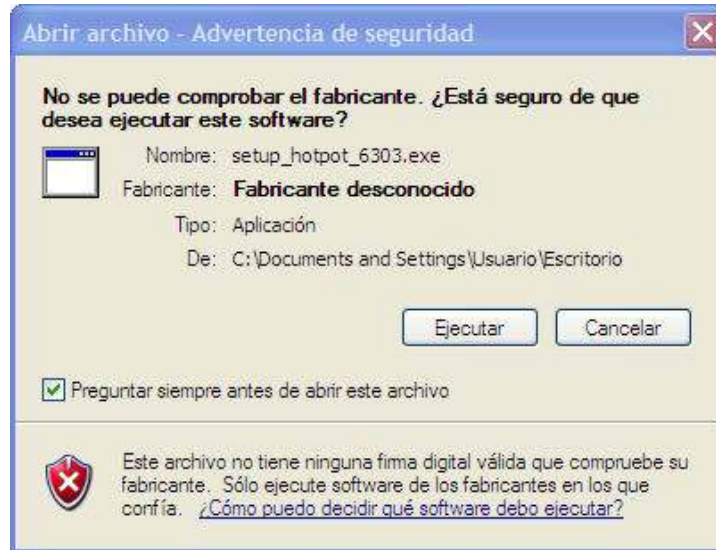 Abrir archivo - Advertencia de seguridad
No se puede comprobar el fabricante. ¿Está seguro de que
desea ejecutar este software?
Nombre: setup_hotpot_6303.exe
Fabricante: Fabricante desconocido
Tipo: Aplicación
De: C:\Documents and Settings\Usuario\Escritorio
Ejecutar Cancelar
Preguntar siempre antes de abrir este archivo
Este archivo no tiene ninguna firma digital válida que compruebe su
fabricante. Sólo ejecute software de los fabricantes en los que
confía. ¿Cómo puedo decidir qué software debo ejecutar?